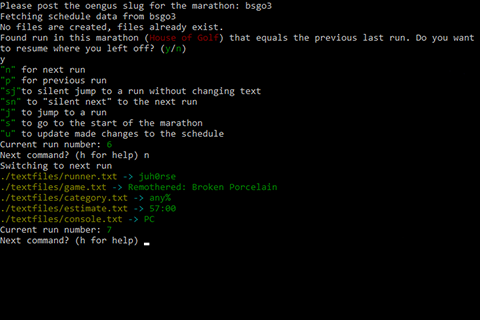 Please post the oengus slug for the marathon: bsgo3
Fetching schedule data from bsgo3
No files are created, files already exist.
Found run in this marathon (House of Golf) that equals the previous last run. Do you want
to resume where you left off? (y/n)
y
"n" for next run
"p" for previous run
"sj"to silent jump to a run without changing text
"sn" to "silent next" to the next run
"j" to jump to a run
"s" to go to the start of the marathon
"u" to update made changes to the schedule
Current run number: 6
Next command? (h for help) n
Switching to next run
./textfiles/runner.txt -> juh0rse
./textfiles/game.txt -> Remothered: Broken Porcelain
./textfiles/category.txt -> any%
./textfiles/estimate.txt -> 57:00
./textfiles/console.txt -> PC
Current run number: 7
Next command? (h for help)